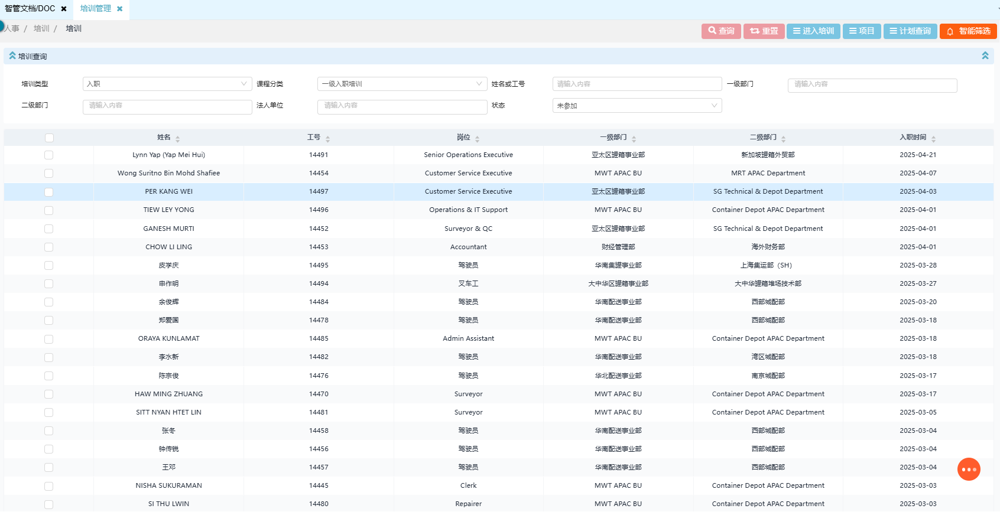 智管文档/DOC ✖ 培训管理 ✖
人事 / 培训 / 培训 查询 重置 进入培训 项目 计划查询 智能筛选
培训查询
培训类型 入职 课程分类 一级入职培训 姓名或工号 请输入内容 一级部门 请输入内容
二级部门 请输入内容 法人单位 请输入内容 状态 未参加
姓名 工号 岗位 一级部门 二级部门 入职时间
Lynn Yap (Yap Mei Hui) 14491 Senior Operations Executive 亚太区罐箱事业部 新加坡罐箱外贸部 2025-04-21
Wong Suritno Bin Mohd Shafiee 14454 Customer Service Executive MWT APAC BU MRT APAC Department 2025-04-07
PER KANG WEI 14497 Customer Service Executive 亚太区罐箱事业部 SG Technical & Depot Department 2025-04-03
TIEW LEY YONG 14496 Operations & IT Support MWT APAC BU Container Depot APAC Department 2025-04-01
GANESH MURTI 14452 Surveyor & QC 亚太区罐箱事业部 SG Technical & Depot Department 2025-04-01
CHOW LI LING 14453 Accountant 财经管理部 海外财务部 2025-04-01
皮学庆 14495 驾驶员 华南集罐事业部 上海集运部（SH） 2025-03-28
申作明 14494 叉车工 大中华区罐箱事业部 大中华罐箱堆场技术部 2025-03-27
余俊辉 14484 驾驶员 华南配送事业部 西部城配部 2025-03-20
郑爱国 14478 驾驶员 华南配送事业部 西部城配部 2025-03-18
ORAYA KUNLAMAT 14485 Admin Assistant MWT APAC BU Container Depot APAC Department 2025-03-18
李水新 14482 驾驶员 华南配送事业部 湾区城配部 2025-03-18
陈宗俊 14476 驾驶员 华北配送事业部 南京城配部 2025-03-17
HAW MING ZHUANG 14470 Surveyor MWT APAC BU Container Depot APAC Department 2025-03-17
SITT NYAN HTET LIN 14481 Surveyor MWT APAC BU Container Depot APAC Department 2025-03-05
张冬 14458 驾驶员 华南配送事业部 西部城配部 2025-03-04
钟传锐 14456 驾驶员 华南配送事业部 西部城配部 2025-03-04
王邓 14457 驾驶员 华南配送事业部 西部城配部 2025-03-04
NISHA SUKURAMAN 14445 Clerk MWT APAC BU Container Depot APAC Department 2025-03-03
SI THU LWIN 14480 Repairer MWT APAC BU Container Depot APAC Department 2025-03-03